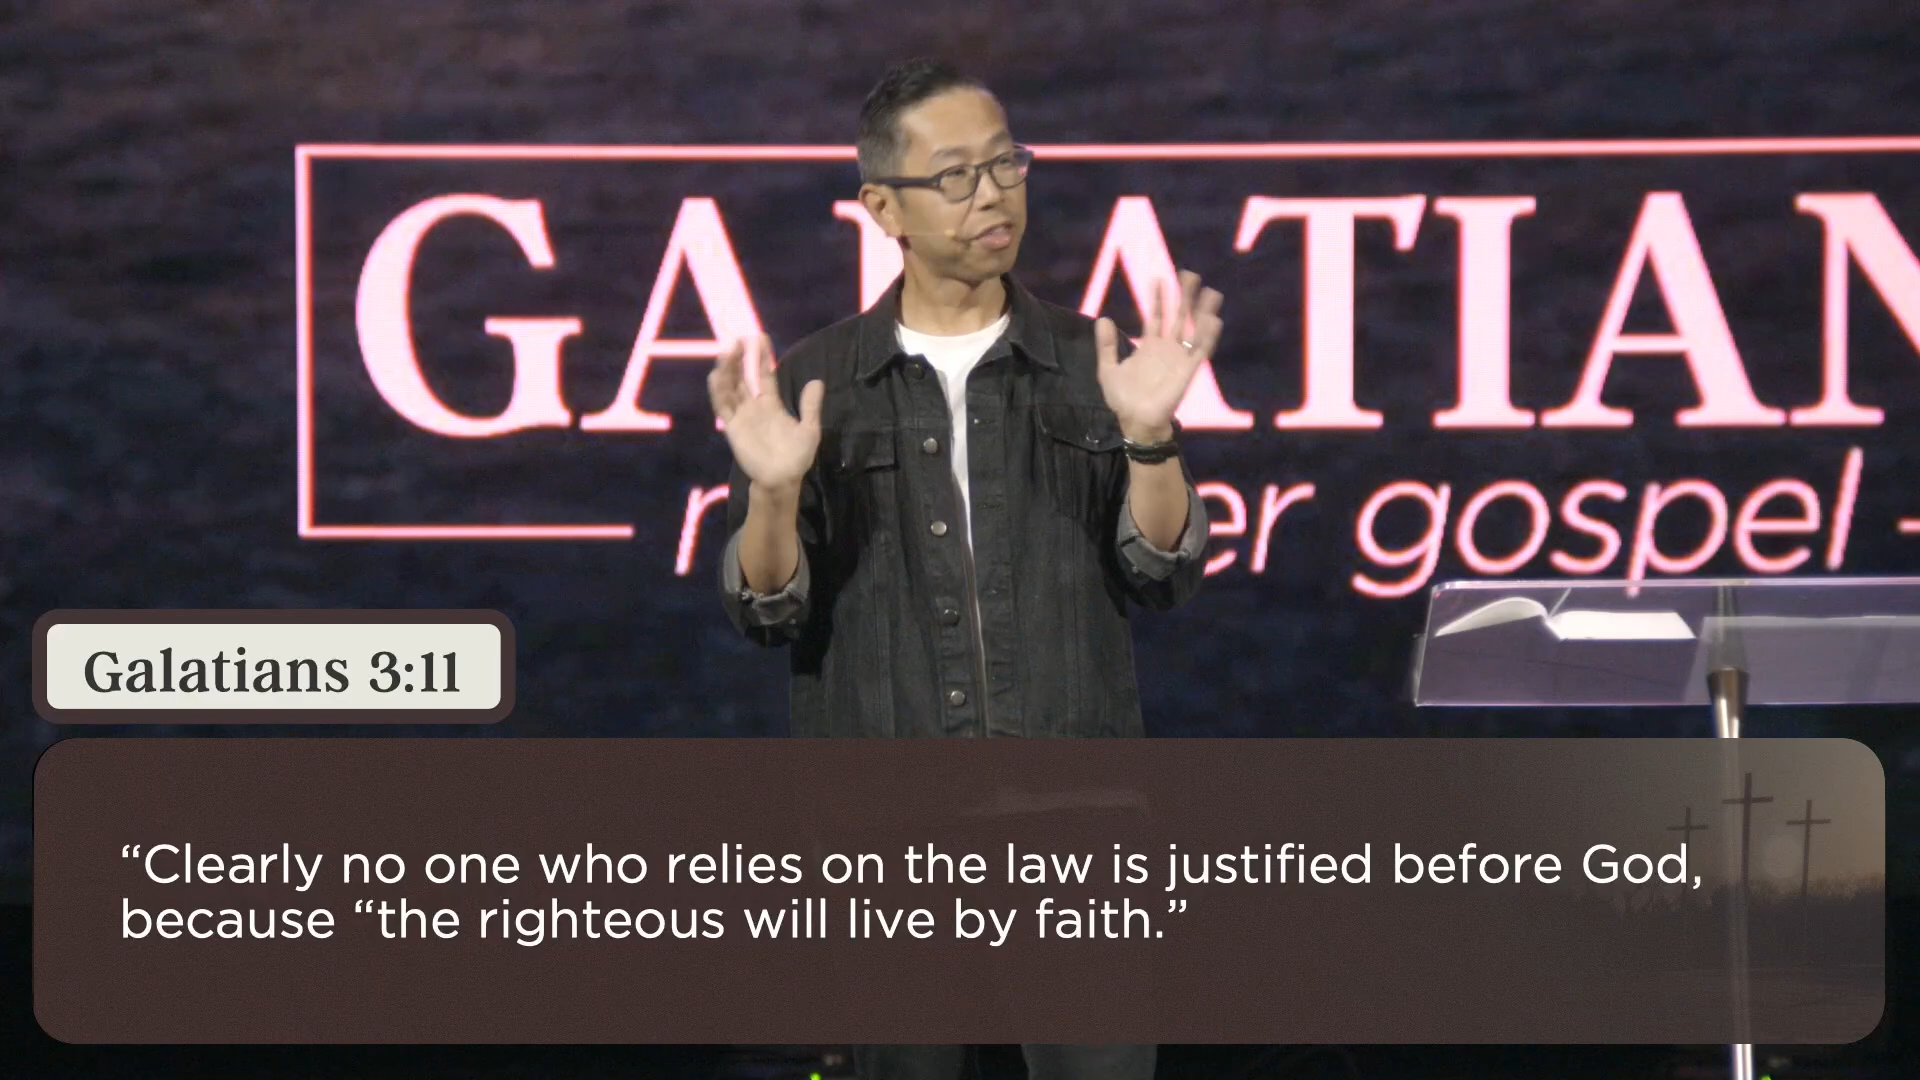 GALATIAN
gospel
Galatians 3:11
“Clearly no one who relies on the law is justified before God,
because “the righteous will live by faith.”